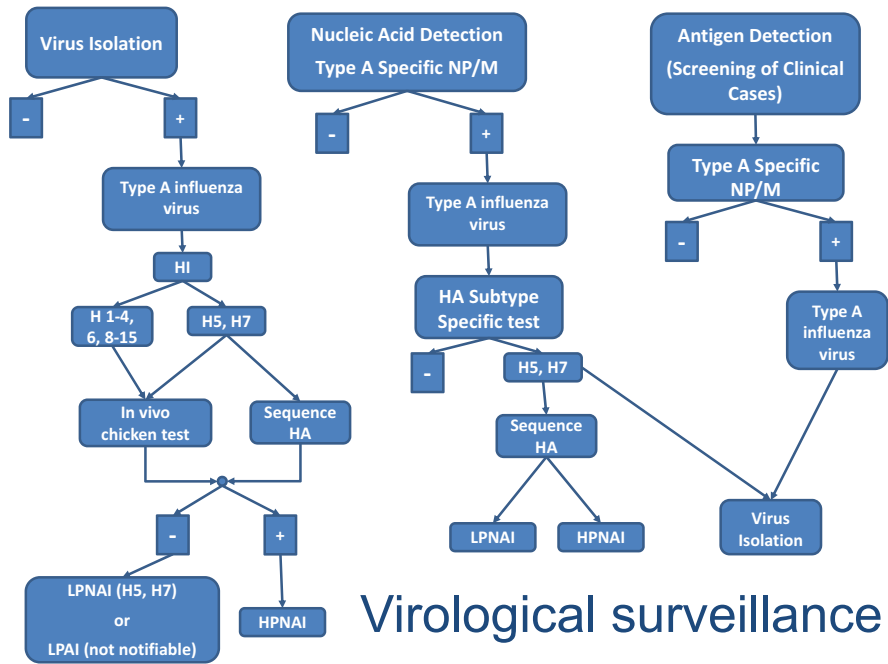 Virus Isolation
-
+
Type A influenza
virus
HI
H 1-4,
6, 8-15
H5, H7
In vivo
chicken test
Sequence
HA
-
+
LPNAI (H5, H7)
or
LPAI (not notifiable)
HPNAI
Nucleic Acid Detection
Type A Specific NP/M
-
+
Type A influenza
virus
HA Subtype
Specific test
-
H5, H7
Sequence
HA
LPNAI
HPNAI
Antigen Detection
(Screening of Clinical
Cases)
Type A Specific
NP/M
-
+
Type A
influenza
virus
Virus
Isolation
Virological surveillance